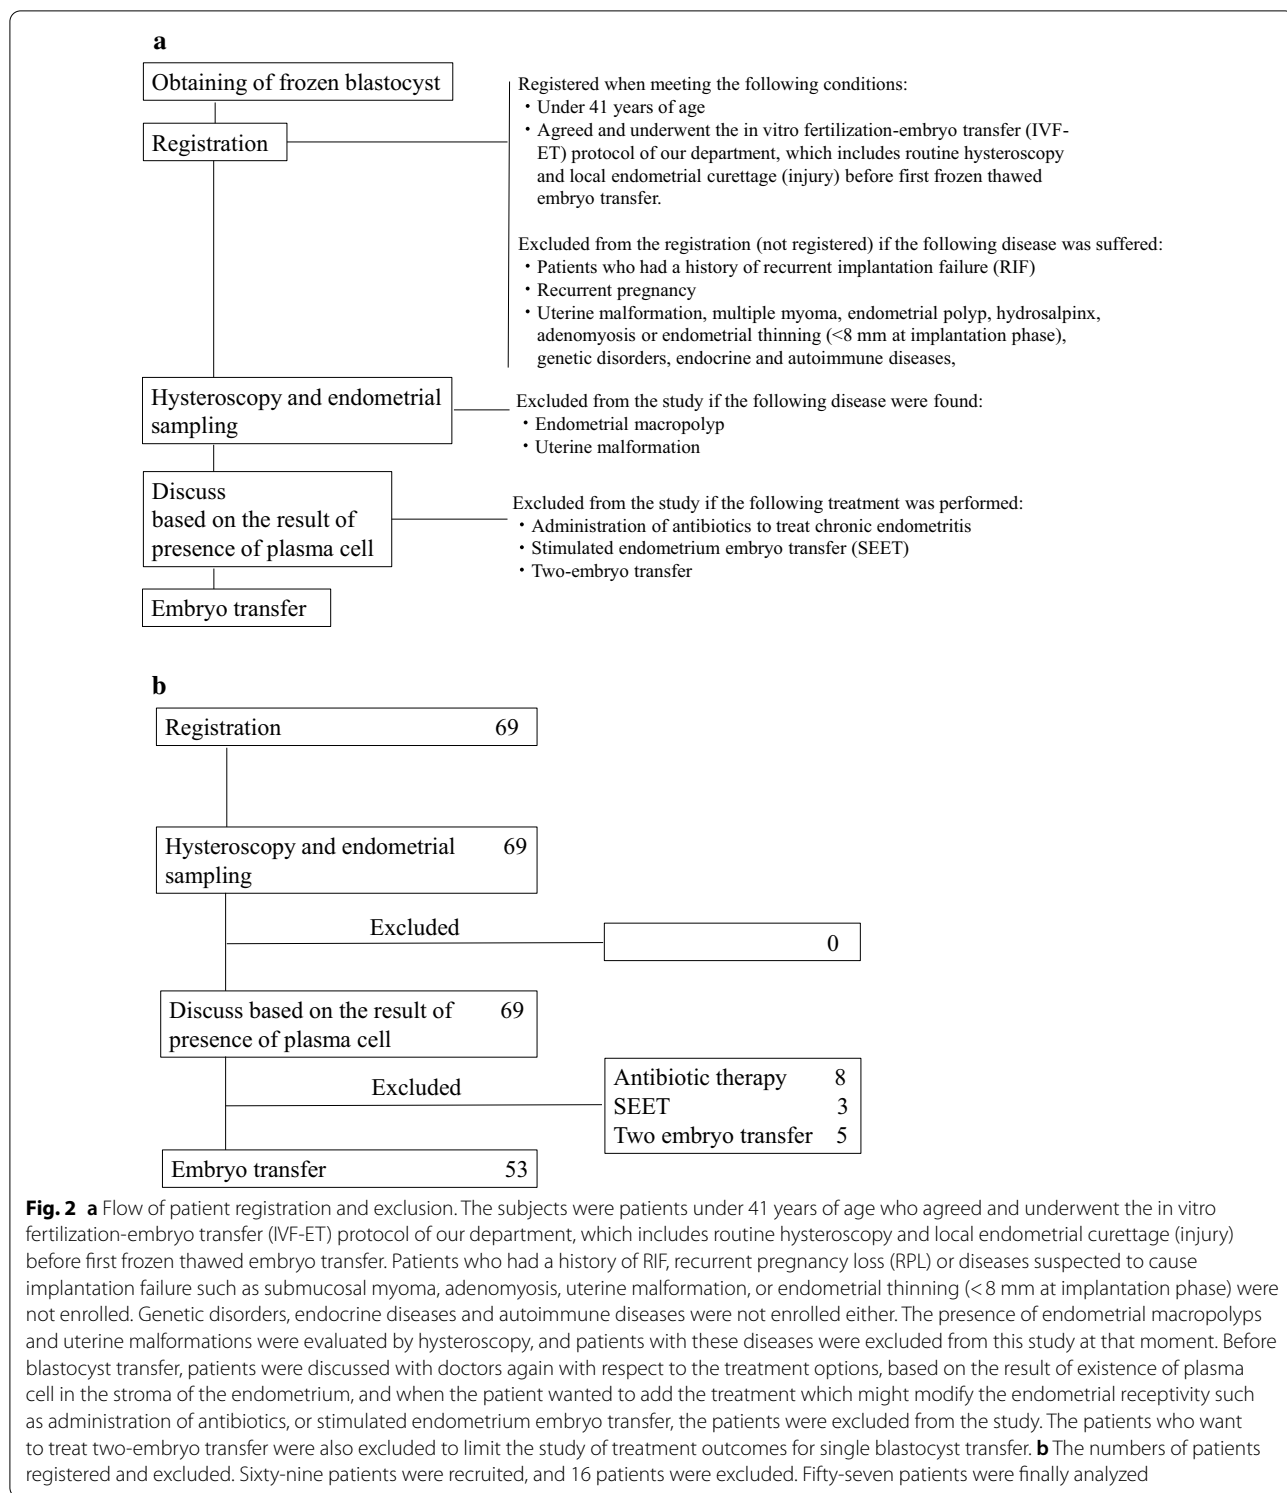 a
Obtaining of frozen blastocyst
Registration
Registered when meeting the following conditions:
・Under 41 years of age
・Agreed and underwent the in vitro fertilization-embryo transfer (IVF-
ET) protocol of our department, which includes routine hysteroscopy
and local endometrial curettage (injury) before first frozen thawed
embryo transfer.
Excluded from the registration (not registered) if the following disease was suffered:
・Patients who had a history of recurrent implantation failure (RIF)
・Recurrent pregnancy
・Uterine malformation, multiple myoma, endometrial polyp, hydrosalpinx,
adenomyosis or endometrial thinning (<8 mm at implantation phase),
genetic disorders, endocrine and autoimmune diseases,
Hysteroscopy and endometrial
sampling
Excluded from the study if the following disease were found:
・Endometrial macropolyp
・Uterine malformation
Discuss
based on the result of
presence of plasma cell
Excluded from the study if the following treatment was performed:
・Administration of antibiotics to treat chronic endometritis
・Stimulated endometrium embryo transfer (SEET)
・Two-embryo transfer
Embryo transfer
b
Registration 69
Hysteroscopy and endometrial 69
sampling
Excluded
0
Discuss based on the result of 69
presence of plasma cell
Excluded
Antibiotic therapy 8
SEET 3
Two embryo transfer 5
Embryo transfer 53
Fig. 2 a Flow of patient registration and exclusion. The subjects were patients under 41 years of age who agreed and underwent the in vitro
fertilization-embryo transfer (IVF-ET) protocol of our department, which includes routine hysteroscopy and local endometrial curettage (injury)
before first frozen thawed embryo transfer. Patients who had a history of RIF, recurrent pregnancy loss (RPL) or diseases suspected to cause
implantation failure such as submucosal myoma, adenomyosis, uterine malformation, or endometrial thinning (< 8 mm at implantation phase) were
not enrolled. Genetic disorders, endocrine diseases and autoimmune diseases were not enrolled either. The presence of endometrial macropolyps
and uterine malformations were evaluated by hysteroscopy, and patients with these diseases were excluded from this study at that moment. Before
blastocyst transfer, patients were discussed with doctors again with respect to the treatment options, based on the result of existence of plasma
cell in the stroma of the endometrium, and when the patient wanted to add the treatment which might modify the endometrial receptivity such
as administration of antibiotics, or stimulated endometrium embryo transfer, the patients were excluded from the study. The patients who want
to treat two-embryo transfer were also excluded to limit the study of treatment outcomes for single blastocyst transfer. b The numbers of patients
registered and excluded. Sixty-nine patients were recruited, and 16 patients were excluded. Fifty-seven patients were finally analyzed